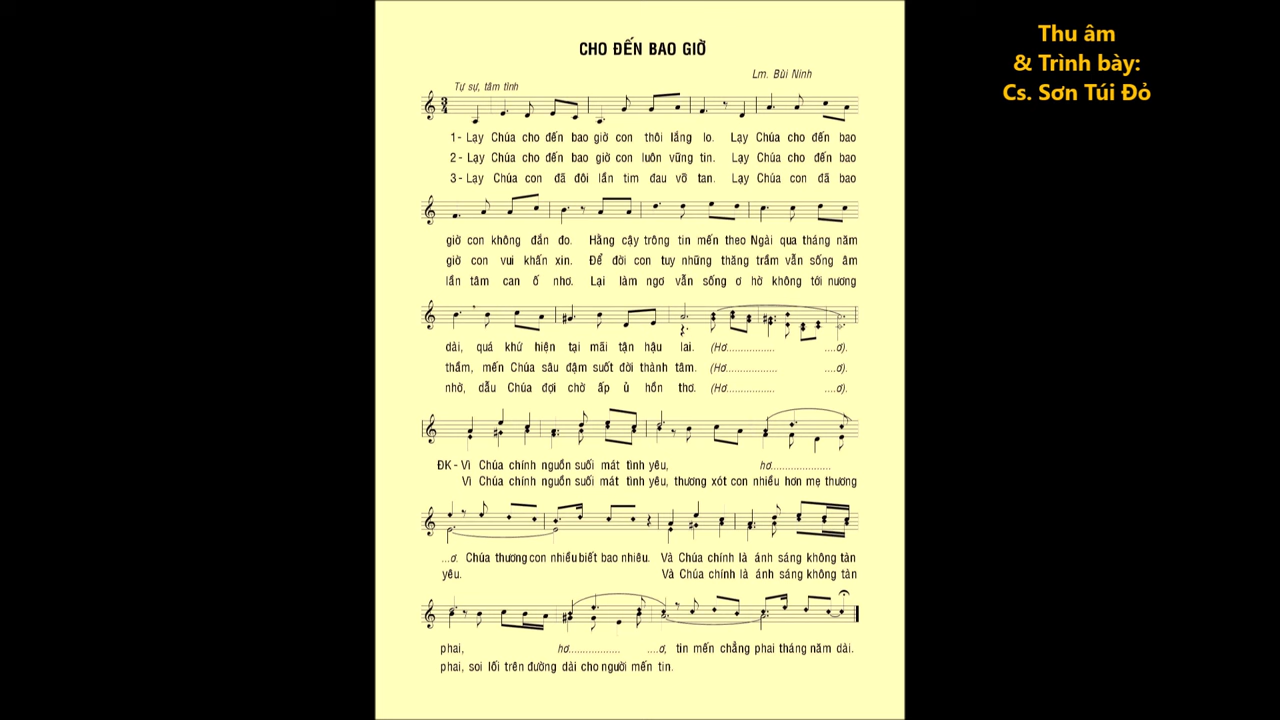 CHO ĐẾN BAO GIỜ
Lm. Bùi Ninh
Tự sự, tâm tình
1- Lạy Chúa cho đến bao giờ con thôi lắng lo. Lạy Chúa cho đến bao
2- Lạy Chúa cho đến bao giờ con luôn vững tin. Lạy Chúa cho đến bao
3- Lạy Chúa con đã đôi lần tim đau vỡ tan. Lạy Chúa con đã bao
giờ con không đắn đo. Hằng cậy trông tin mến theo Ngài qua tháng năm
giờ con vui khấn xin. Để đời con tuy những thăng trầm vẫn sống âm
lần tâm can ố nhơ. Lại làm ngơ vẫn sống ơ hờ không tới nương
dài, quá khứ hiện tại mãi tận hậu lai. (Hơ................ ....ơ).
thầm, mến Chúa sâu đậm suốt đời thành tâm. (Hơ................. ....ơ).
nhờ, dẫu Chúa đợi chờ ấp ủ hồn thơ. (Hơ................ ....ơ).
ĐK- Vì Chúa chính nguồn suối mát tình yêu, hơ....................
Vì Chúa chính nguồn suối mát tình yêu, thương xót con nhiều hơn mẹ thương
...ơ. Chúa thương con nhiều biết bao nhiêu. Và Chúa chính là ánh sáng không tàn
yêu. Và Chúa chính là ánh sáng không tàn
phai, hơ................. ....ơ, tin mến chẳng phai tháng năm dài.
phai, soi lối trên đường dài cho người mến tin.
Thu âm
& Trình bày:
Cs. Sơn Túi Đỏ